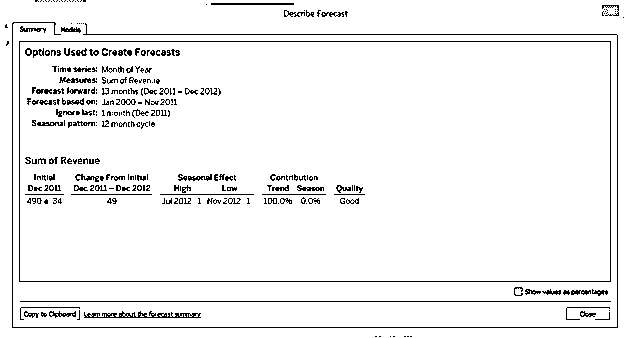 Describe Forecast
Summary Models
Options Used to Create Forecasts
Time series: Month of Year
Measures: Sum of Revenue
Forecast forward: 13 months (Dec 2011 – Dec 2012)
Forecast based on: Jan 2000 – Nov 2011
Ignore last: 1 month (Dec 2011)
Seasonal pattern: 12 month cycle
Sum of Revenue
Initial Change From Initial Seasonal Effect Contribution
Dec 2011 Dec 2011 – Dec 2012 High Low Trend Season Quality
490 ± 34 49 Jul 2012 1 Nov 2012 1 100.0% 0.0% Good
Show values as percentages
Copy to Clipboard Learn more about the forecast summary Close